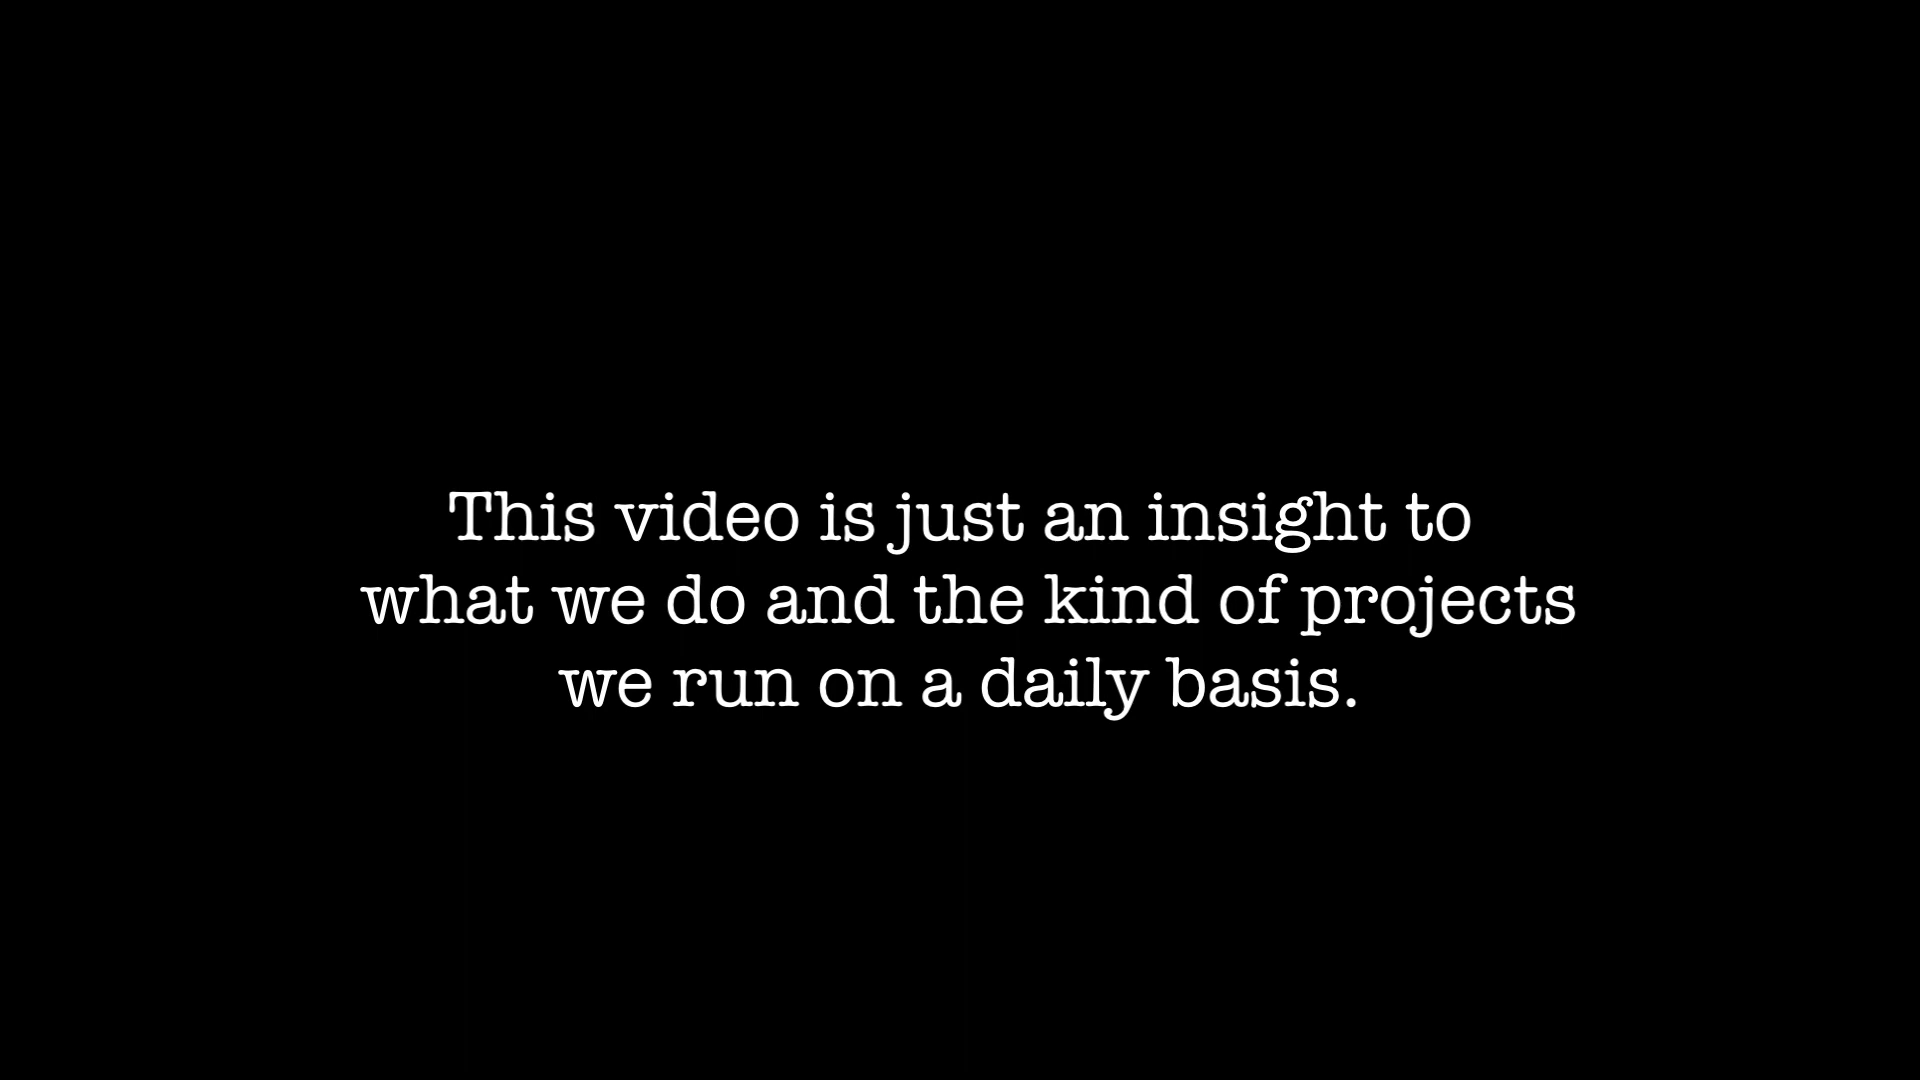 This video is just an insight to
what we do and the kind of projects
we run on a daily basis.